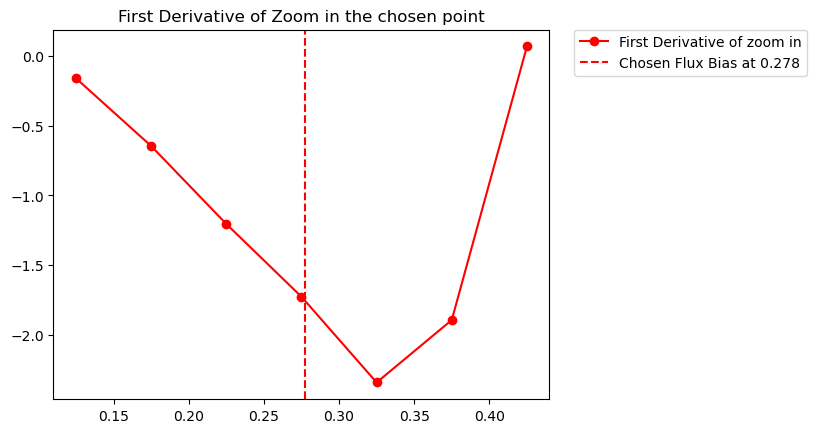 First Derivative of Zoom in the chosen point
First Derivative of zoom in
Chosen Flux Bias at 0.278
0.0
−0.5
−1.0
−1.5
−2.0
0.15 0.20 0.25 0.30 0.35 0.40